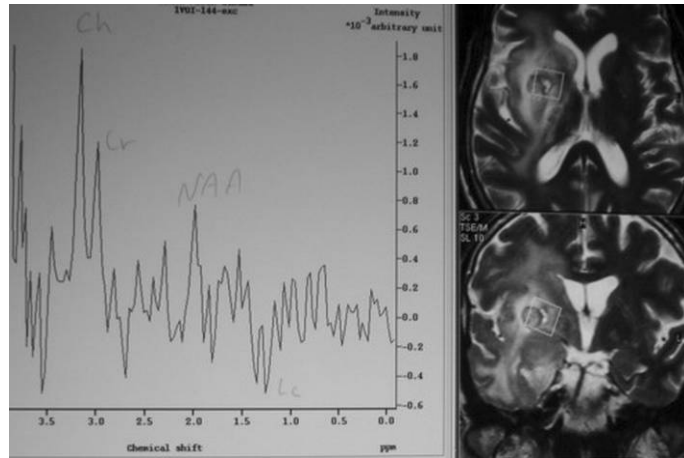 IVOI-144-exc
Intensity
*10⁻³ arbitrary unit
Ch
Cr
NAA
Lc
1.8
1.6
1.4
1.2
1.0
0.8
0.6
0.4
0.2
0.0
-0.2
-0.4
-0.6
3.5 3.0 2.5 2.0 1.5 1.0 0.5 0.0
Chemical shift ppm
Sc 3
TSE/M
SL 10